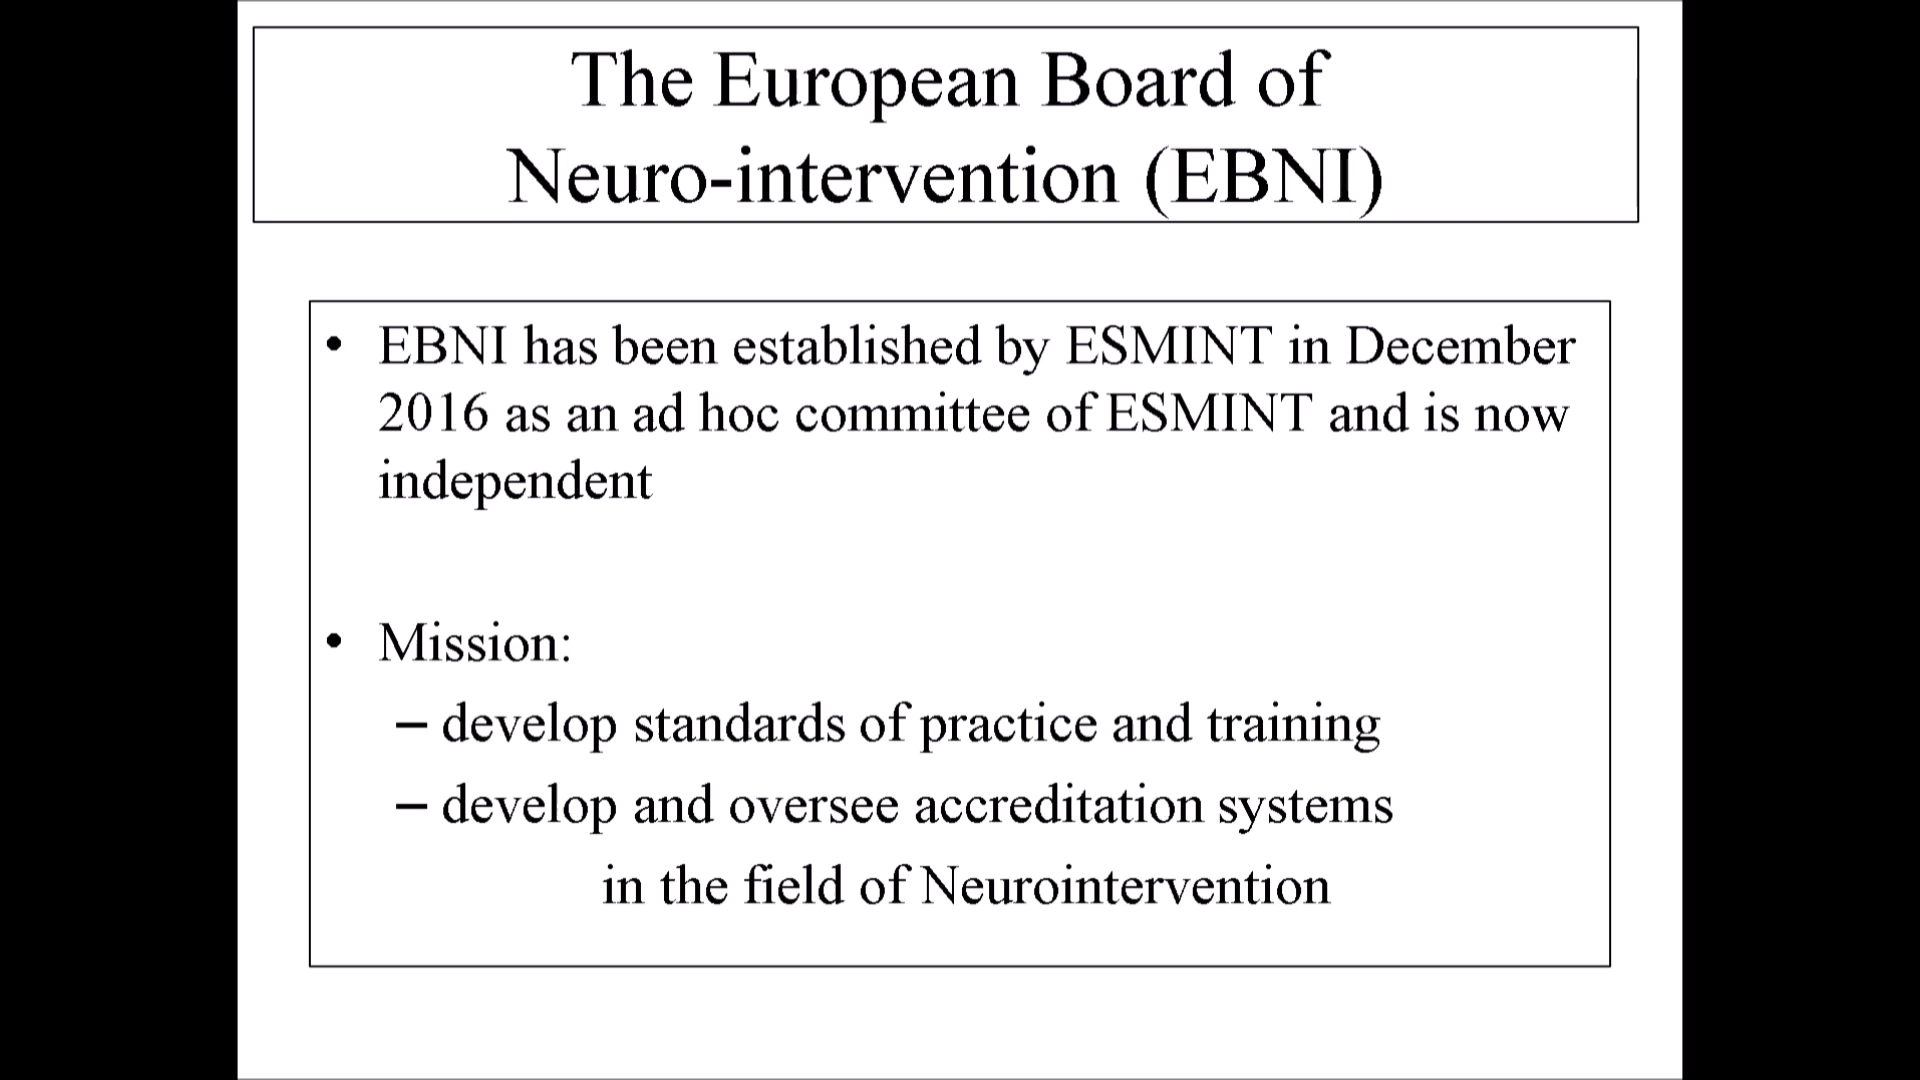 The European Board of
Neuro-intervention (EBNI)
• EBNI has been established by ESMINT in December
2016 as an ad hoc committee of ESMINT and is now
independent
• Mission:
– develop standards of practice and training
– develop and oversee accreditation systems
in the field of Neurointervention